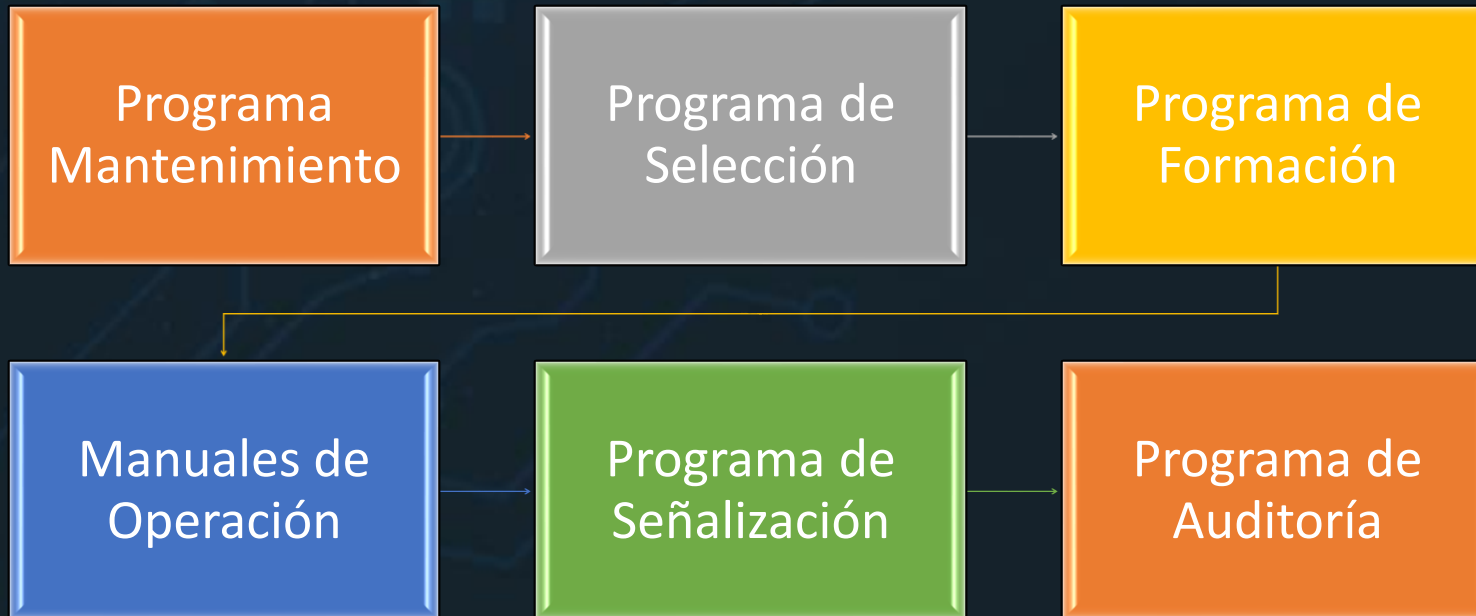 Programa
Mantenimiento
Programa de
Selección
Programa de
Formación
Manuales de
Operación
Programa de
Señalización
Programa de
Auditoría